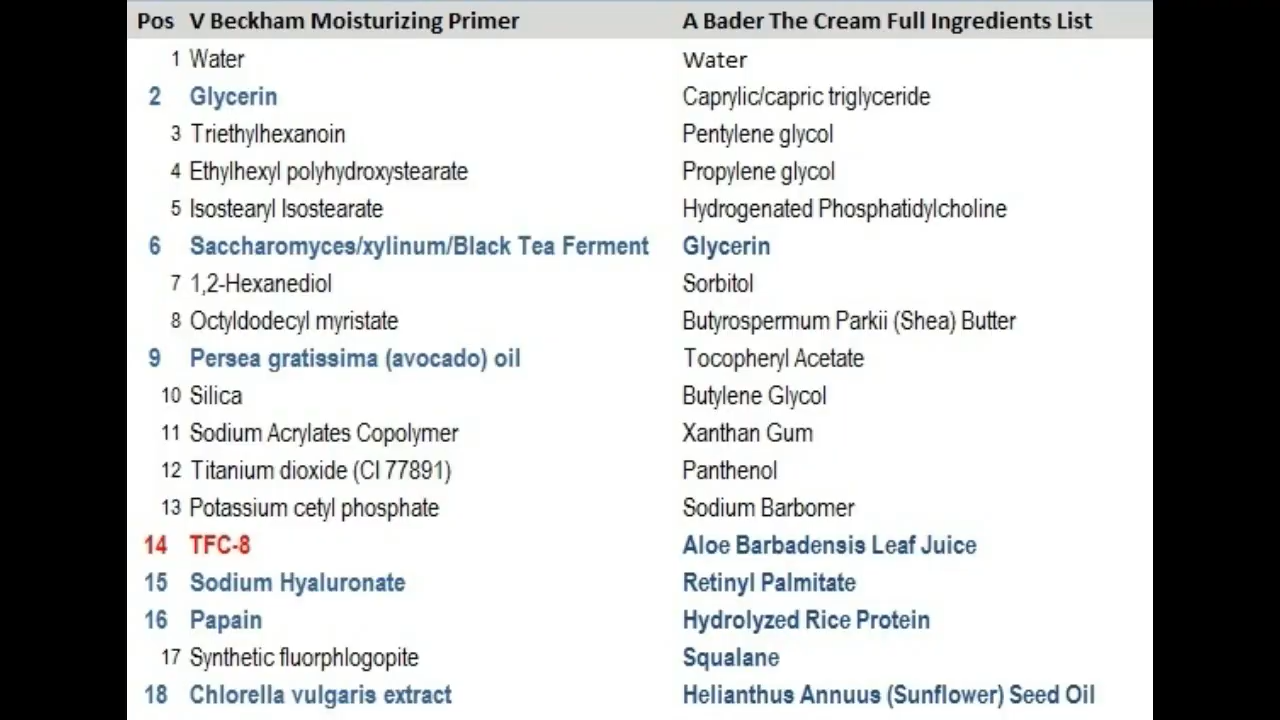 Pos V Beckham Moisturizing Primer A Bader The Cream Full Ingredients List
1 Water Water
2 Glycerin Caprylic/capric triglyceride
3 Triethylhexanoin Pentylene glycol
4 Ethylhexyl polyhydroxystearate Propylene glycol
5 Isostearyl Isostearate Hydrogenated Phosphatidylcholine
6 Saccharomyces/xylinum/Black Tea Ferment Glycerin
7 1,2-Hexanediol Sorbitol
8 Octyldodecyl myristate Butyrospermum Parkii (Shea) Butter
9 Persea gratissima (avocado) oil Tocopheryl Acetate
10 Silica Butylene Glycol
11 Sodium Acrylates Copolymer Xanthan Gum
12 Titanium dioxide (CI 77891) Panthenol
13 Potassium cetyl phosphate Sodium Barbomer
14 TFC-8 Aloe Barbadensis Leaf Juice
15 Sodium Hyaluronate Retinyl Palmitate
16 Papain Hydrolyzed Rice Protein
17 Synthetic fluorphlogopite Squalane
18 Chlorella vulgaris extract Helianthus Annuus (Sunflower) Seed Oil